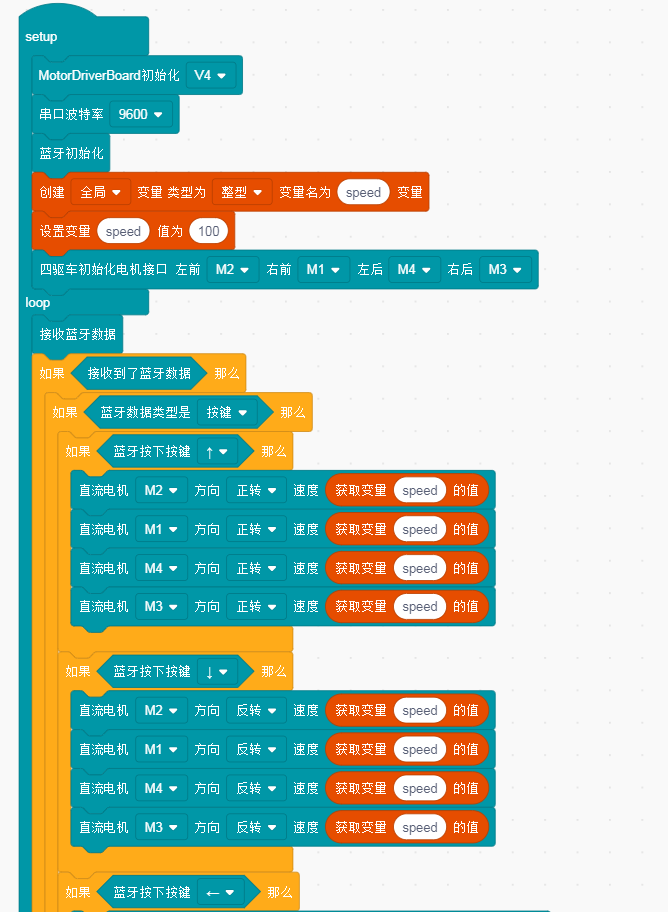 setup
MotorDriverBoard初始化 V4
串口波特率 9600
蓝牙初始化
创建 全局 变量 类型为 整型 变量名为 speed 变量
设置变量 speed 值为 100
四驱车初始化电机接口 左前 M2 右前 M1 左后 M4 右后 M3
loop
接收蓝牙数据
如果 接收到了蓝牙数据 那么
如果 蓝牙数据类型是 按键 那么
如果 蓝牙按下按键 ↑ 那么
直流电机 M2 方向 正转 速度 获取变量 speed 的值
直流电机 M1 方向 正转 速度 获取变量 speed 的值
直流电机 M4 方向 正转 速度 获取变量 speed 的值
直流电机 M3 方向 正转 速度 获取变量 speed 的值
如果 蓝牙按下按键 ↓ 那么
直流电机 M2 方向 反转 速度 获取变量 speed 的值
直流电机 M1 方向 反转 速度 获取变量 speed 的值
直流电机 M4 方向 反转 速度 获取变量 speed 的值
直流电机 M3 方向 反转 速度 获取变量 speed 的值
如果 蓝牙按下按键 ← 那么